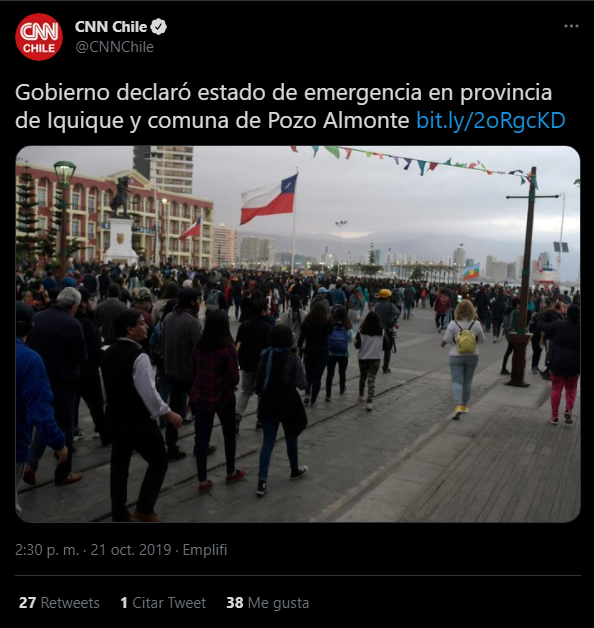 CNN
CHILE
CNN Chile
@CNNChile
Gobierno declaró estado de emergencia en provincia
de Iquique y comuna de Pozo Almonte bit.ly/2oRgcKD
2:30 p. m. · 21 oct. 2019 · Emplifi
27 Retweets 1 Citar Tweet 38 Me gusta